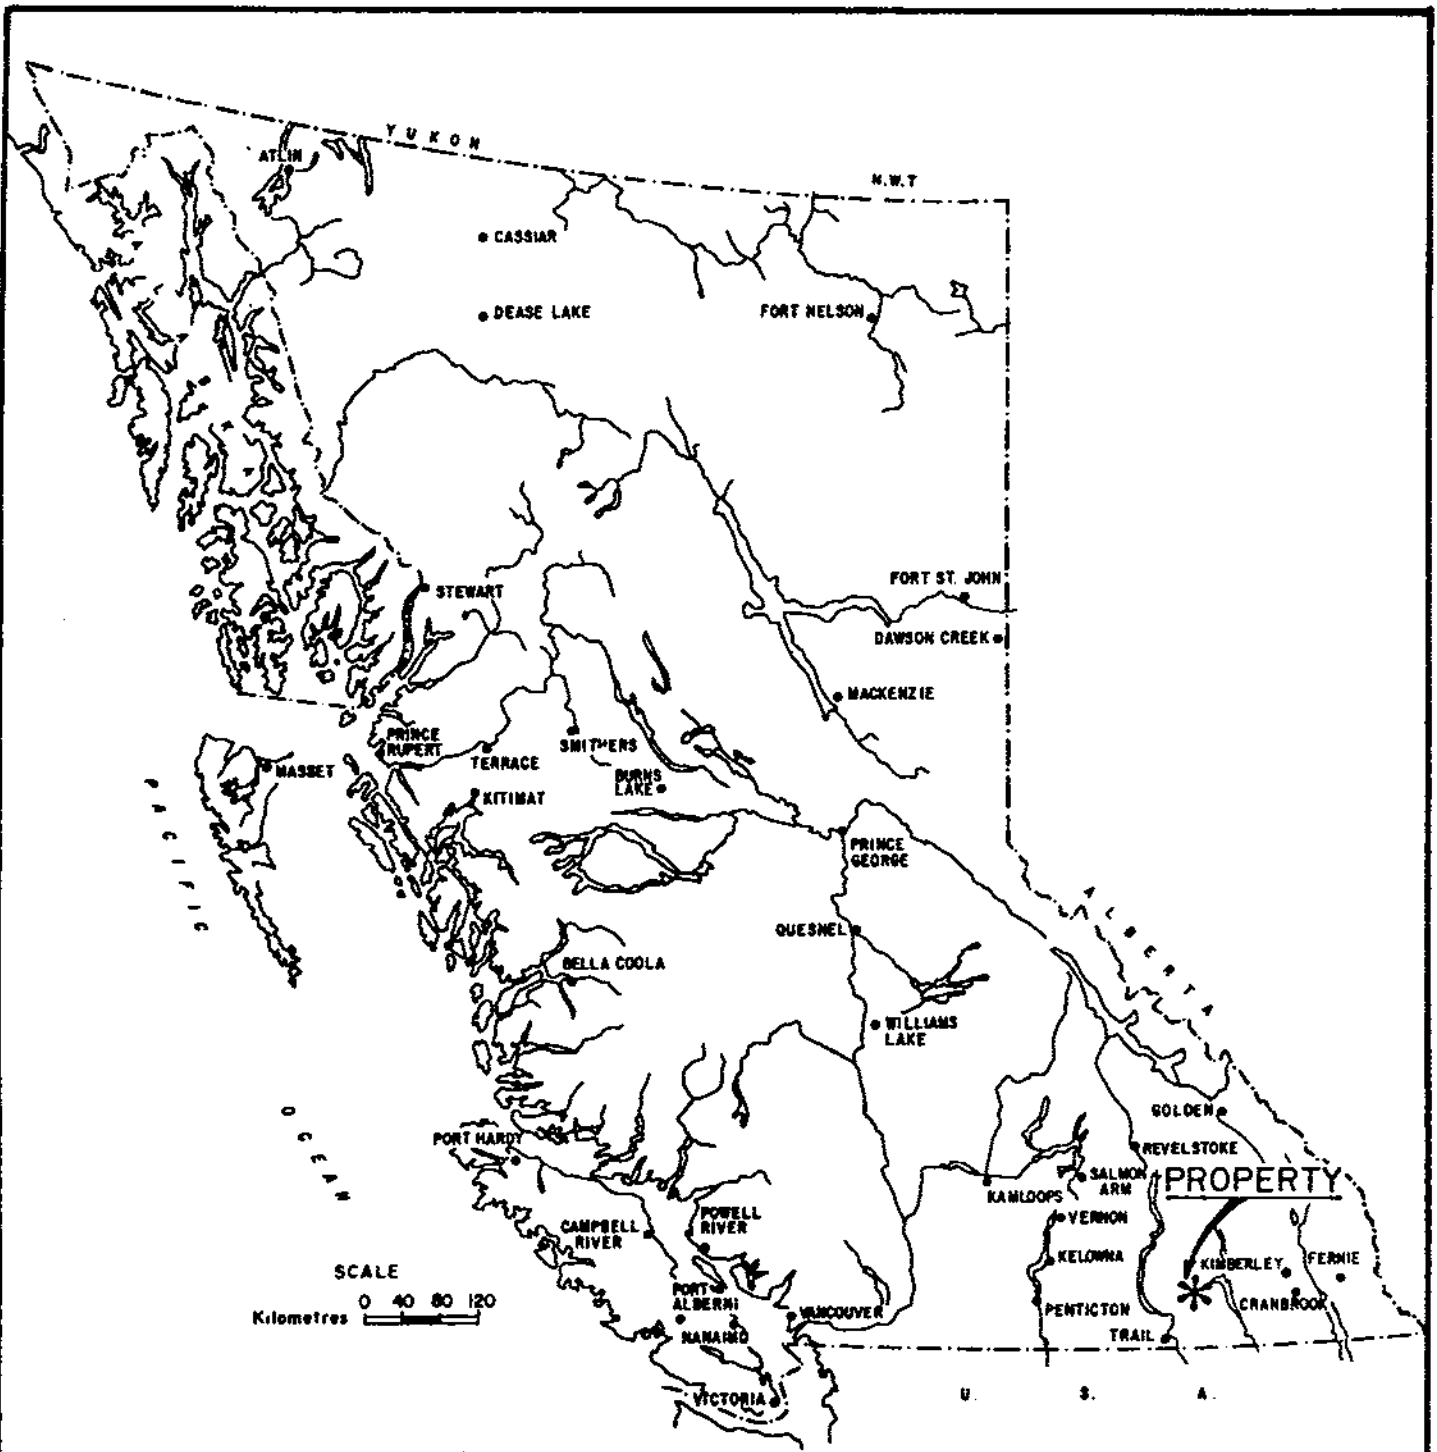 YUKON
N.W.T
ATLIN
CASSIAR
DEASE LAKE
FORT NELSON
STEWART
FORT ST. JOHN
DAWSON CREEK
MACKENZIE
PRINCE
RUPERT
TERRACE
SMITHERS
MASSET
BURNS
LAKE
KITIMAT
PACIFIC
PRINCE
GEORGE
ALBERTA
QUESNEL
BELLA COOLA
WILLIAMS
LAKE
OCEAN
GOLDEN
PORT HARDY
REVELSTOKE
SALMON
ARM
PROPERTY
KAMLOOPS
POWELL
RIVER
VERNON
CAMPBELL
RIVER
KELOWNA
KIMBERLEY
FERNIE
SCALE
Kilometres 0 40 80 120
PORT
ALBERNI
VANCOUVER
PENTICTON
CRANBROOK
NANAIMO
TRAIL
VICTORIA
U. S. A.